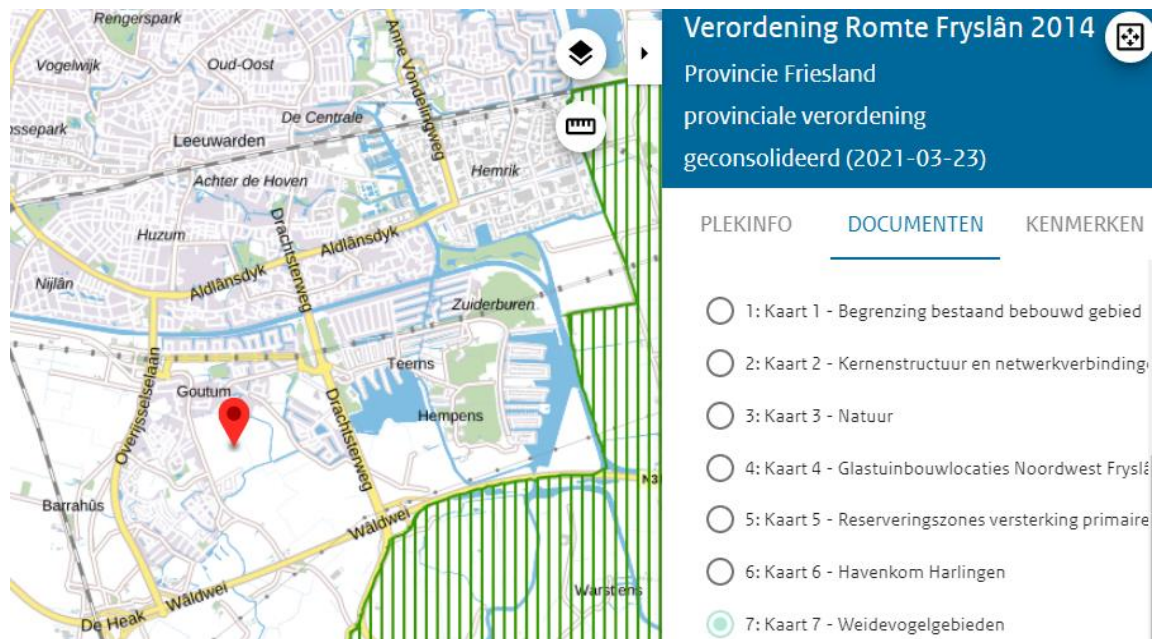 Rengerspark
Vogelwijk
Oud-Oost
De Centrale
ssepark
Leeuwarden
Anne Vondelingweg
Hemrik
Achter de Hoven
Huzum
Drachtsterweg
Aldlânsdyk
Aldlânsdyk
Nijlân
Zuiderburen
Teerns
Goutum
Hempens
Overijsselselaan
Drachtsterweg
N31
Barrahûs
Wâldwei
Wâldwei
De Heak
Warstiens
Verordening Romte Fryslân 2014
Provincie Friesland
provinciale verordening
geconsolideerd (2021-03-23)
PLEKINFO DOCUMENTEN KENMERKEN
1: Kaart 1 - Begrenzing bestaand bebouwd gebied
2: Kaart 2 - Kernenstructuur en netwerkverbinding
3: Kaart 3 - Natuur
4: Kaart 4 - Glastuinbouwlocaties Noordwest Frysl
5: Kaart 5 - Reserveringszones versterking primaire
6: Kaart 6 - Havenkom Harlingen
7: Kaart 7 - Weidevogelgebieden